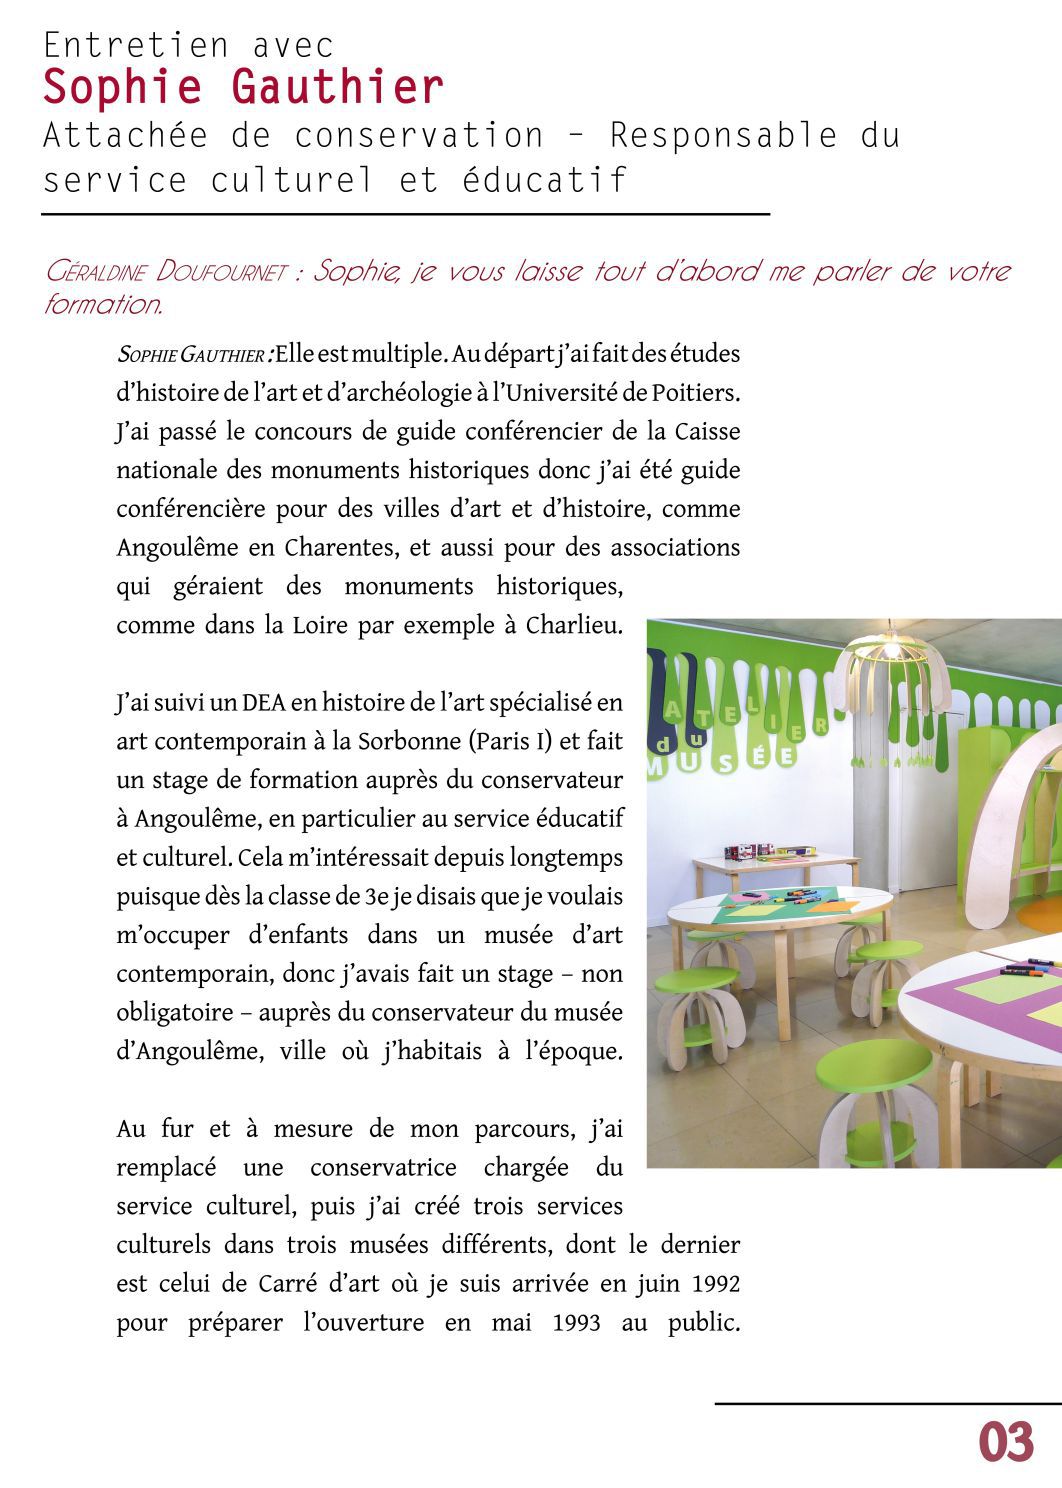 Entretien avec
Sophie Gauthier
Attachée de conservation – Responsable du
service culturel et éducatif
Géraldine Doufournet : Sophie, je vous laisse tout d’abord me parler de votre
formation.
Sophie Gauthier :Elle est multiple. Au départ j’ai fait des études
d’histoire de l’art et d’archéologie à l’Université de Poitiers.
J’ai passé le concours de guide conférencier de la Caisse
nationale des monuments historiques donc j’ai été guide
conférencière pour des villes d’art et d’histoire, comme
Angoulême en Charentes, et aussi pour des associations
qui géraient des monuments historiques,
comme dans la Loire par exemple à Charlieu.
J’ai suivi un DEA en histoire de l’art spécialisé en
art contemporain à la Sorbonne (Paris I) et fait
un stage de formation auprès du conservateur
à Angoulême, en particulier au service éducatif
et culturel. Cela m’intéressait depuis longtemps
puisque dès la classe de 3e je disais que je voulais
m’occuper d’enfants dans un musée d’art
contemporain, donc j’avais fait un stage – non
obligatoire – auprès du conservateur du musée
d’Angoulême, ville où j’habitais à l’époque.
Au fur et à mesure de mon parcours, j’ai
remplacé une conservatrice chargée du
service culturel, puis j’ai créé trois services
culturels dans trois musées différents, dont le dernier
est celui de Carré d’art où je suis arrivée en juin 1992
pour préparer l’ouverture en mai 1993 au public.
ATELIER
du
MUSÉE
03